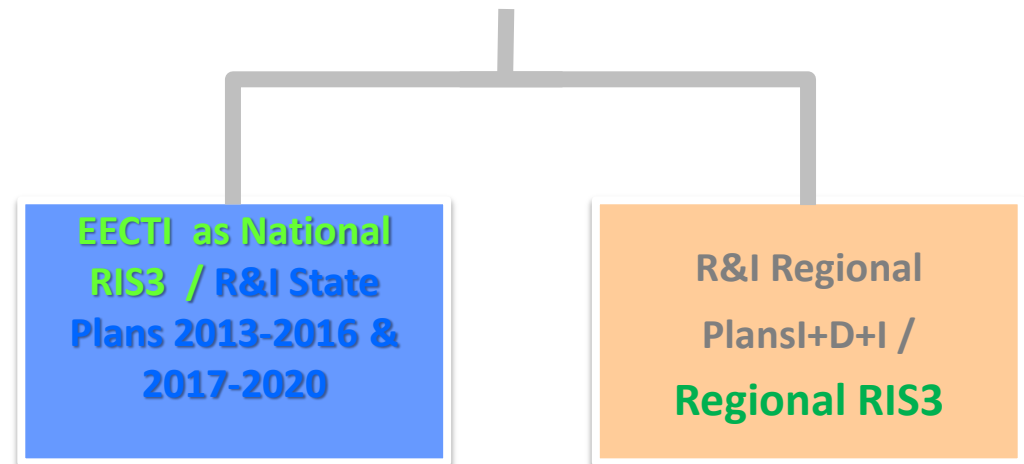 EECTI as National
RIS3 / R&I State
Plans 2013-2016 &
2017-2020
R&I Regional
PlansI+D+I /
Regional RIS3